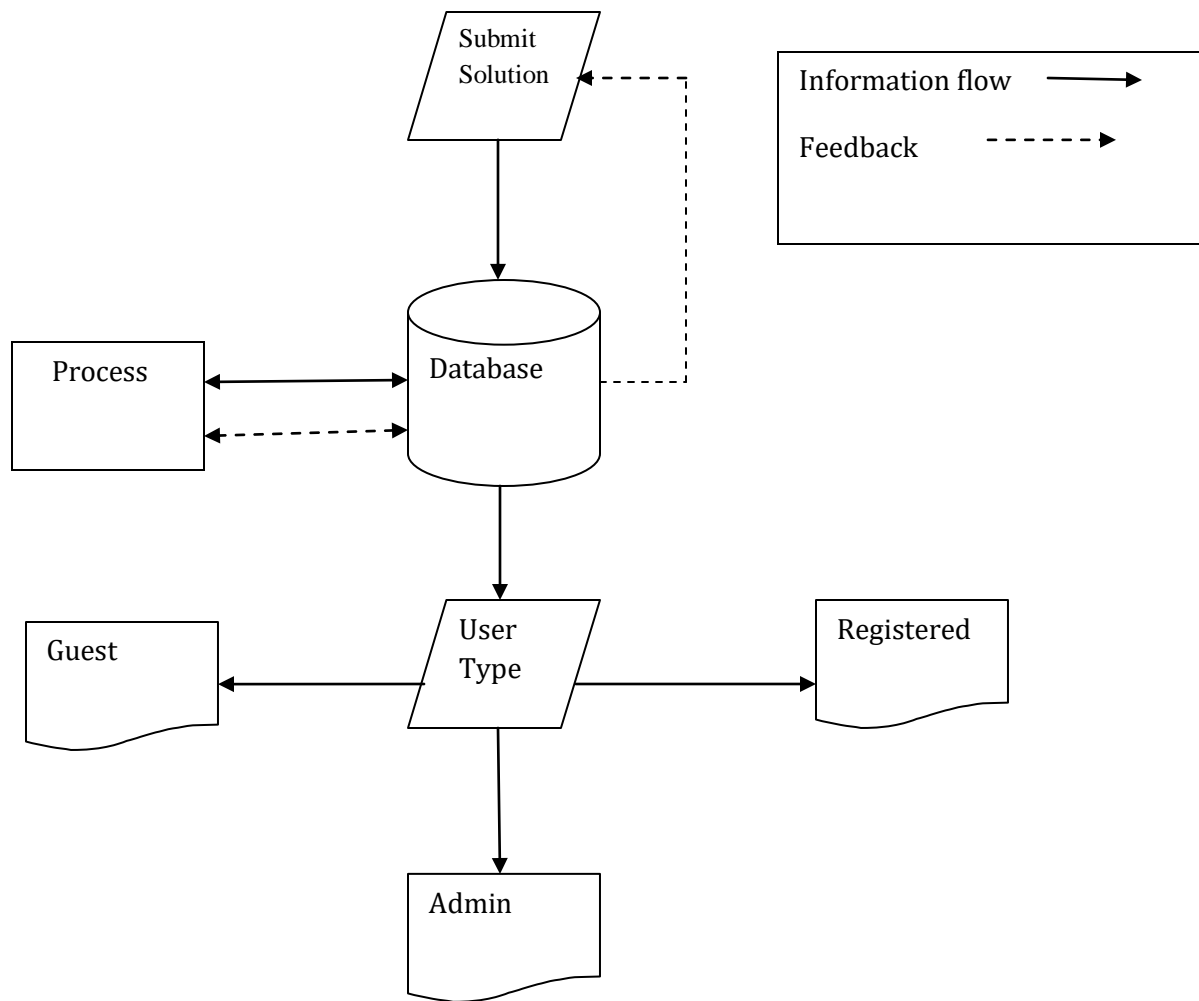 Submit
Solution
Information flow
Feedback
Process
Database
Guest
User
Type
Registered
Admin